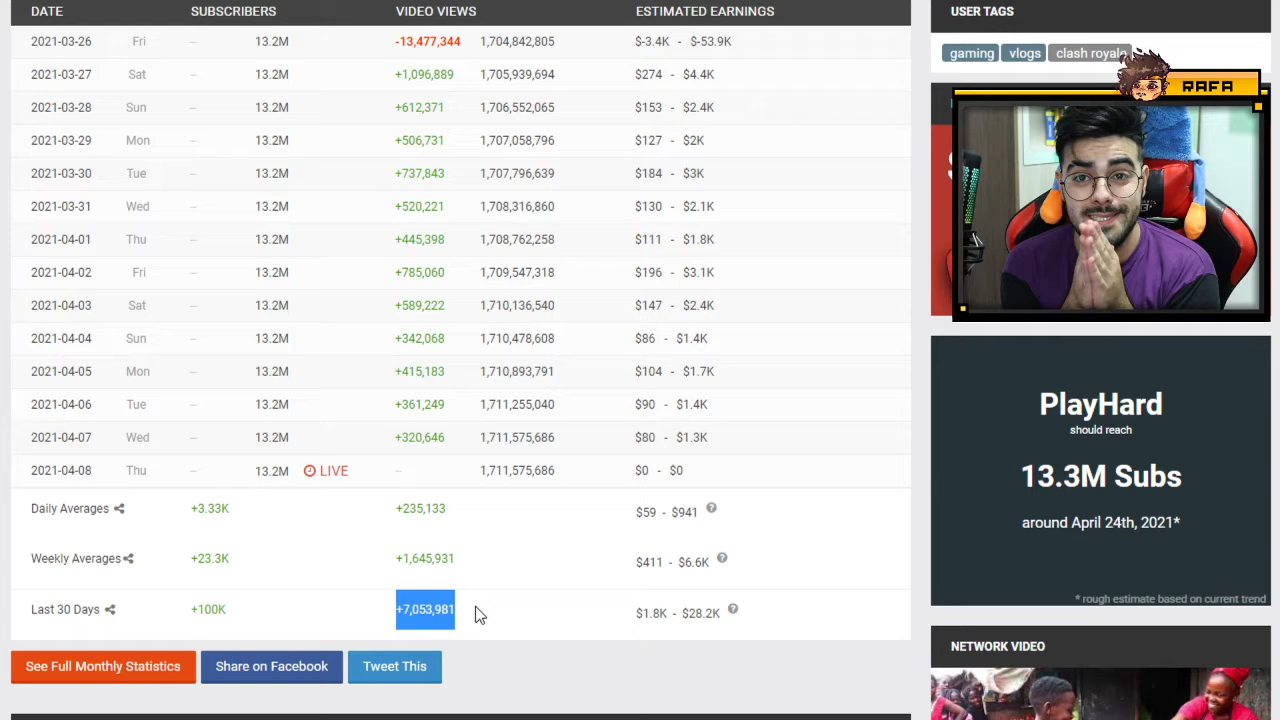 DATE SUBSCRIBERS VIDEO VIEWS ESTIMATED EARNINGS
2021-03-26 Fri -- 13.2M -13,477,344 1,704,842,805 $-3.4K - $-53.9K
2021-03-27 Sat -- 13.2M +1,096,889 1,705,939,694 $274 - $4.4K
2021-03-28 Sun -- 13.2M +612,371 1,706,552,065 $153 - $2.4K
2021-03-29 Mon -- 13.2M +506,731 1,707,058,796 $127 - $2K
2021-03-30 Tue -- 13.2M +737,843 1,707,796,639 $184 - $3K
2021-03-31 Wed -- 13.2M +520,221 1,708,316,860 $130 - $2.1K
2021-04-01 Thu -- 13.2M +445,398 1,708,762,258 $111 - $1.8K
2021-04-02 Fri -- 13.2M +785,060 1,709,547,318 $196 - $3.1K
2021-04-03 Sat -- 13.2M +589,222 1,710,136,540 $147 - $2.4K
2021-04-04 Sun -- 13.2M +342,068 1,710,478,608 $86 - $1.4K
2021-04-05 Mon -- 13.2M +415,183 1,710,893,791 $104 - $1.7K
2021-04-06 Tue -- 13.2M +361,249 1,711,255,040 $90 - $1.4K
2021-04-07 Wed -- 13.2M +320,646 1,711,575,686 $80 - $1.3K
2021-04-08 Thu -- 13.2M LIVE -- 1,711,575,686 $0 - $0
Daily Averages +3.33K +235,133 $59 - $941
Weekly Averages +23.3K +1,645,931 $411 - $6.6K
Last 30 Days +100K +7,053,981 $1.8K - $28.2K
See Full Monthly Statistics Share on Facebook Tweet This
USER TAGS
gaming vlogs clash royale
RAFA
PlayHard
should reach
13.3M Subs
around April 24th, 2021*
* rough estimate based on current trend
NETWORK VIDEO